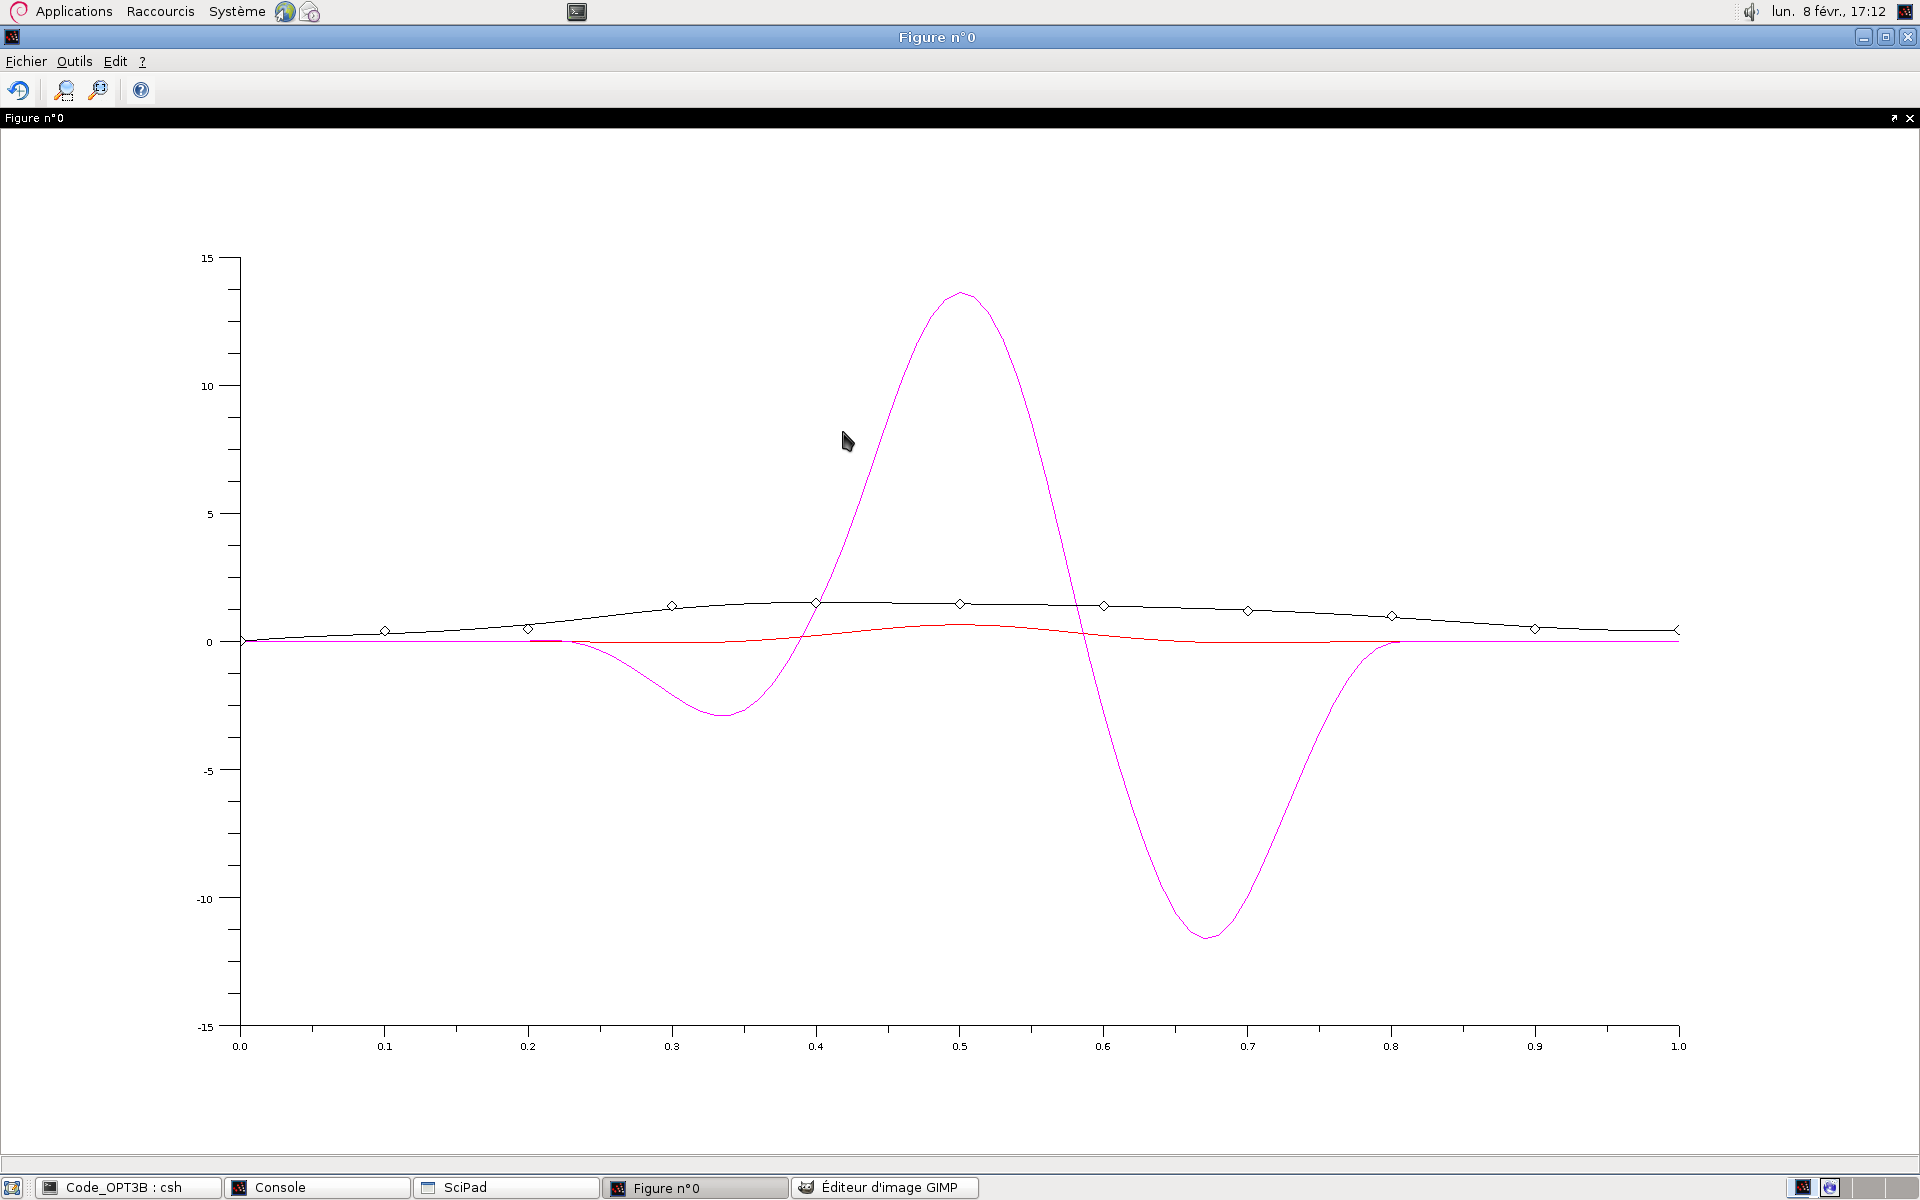 Applications Raccourcis Système lun. 8 févr., 17:12
Figure n°0
Fichier Outils Edit ?
Figure n°0
15
10
5
0
-5
-10
-15
0.0 0.1 0.2 0.3 0.4 0.5 0.6 0.7 0.8 0.9 1.0
Code_OPT3B : csh Console SciPad Figure n°0 Éditeur d'image GIMP